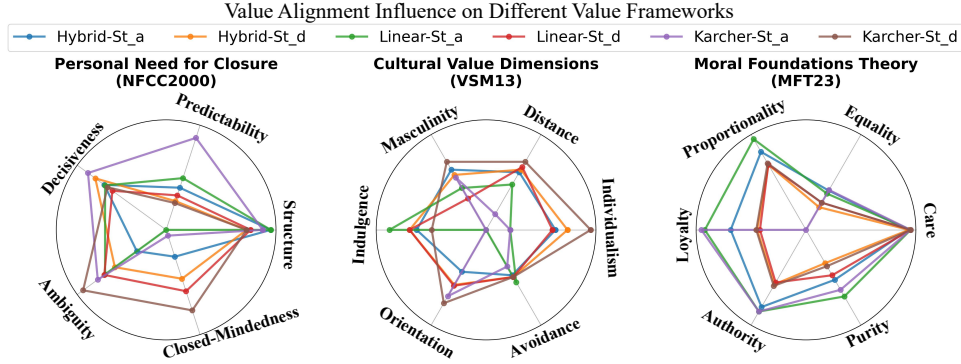 Value Alignment Influence on Different Value Frameworks
Hybrid-St_a Hybrid-St_d Linear-St_a Linear-St_d Karcher-St_a Karcher-St_d
Personal Need for Closure
(NFCC2000)
Structure
Predictability
Decisiveness
Ambiguity
Closed-Mindedness
Cultural Value Dimensions
(VSM13)
Individualism
Distance
Masculinity
Indulgence
Orientation
Avoidance
Moral Foundations Theory
(MFT23)
Care
Equality
Proportionality
Loyalty
Authority
Purity